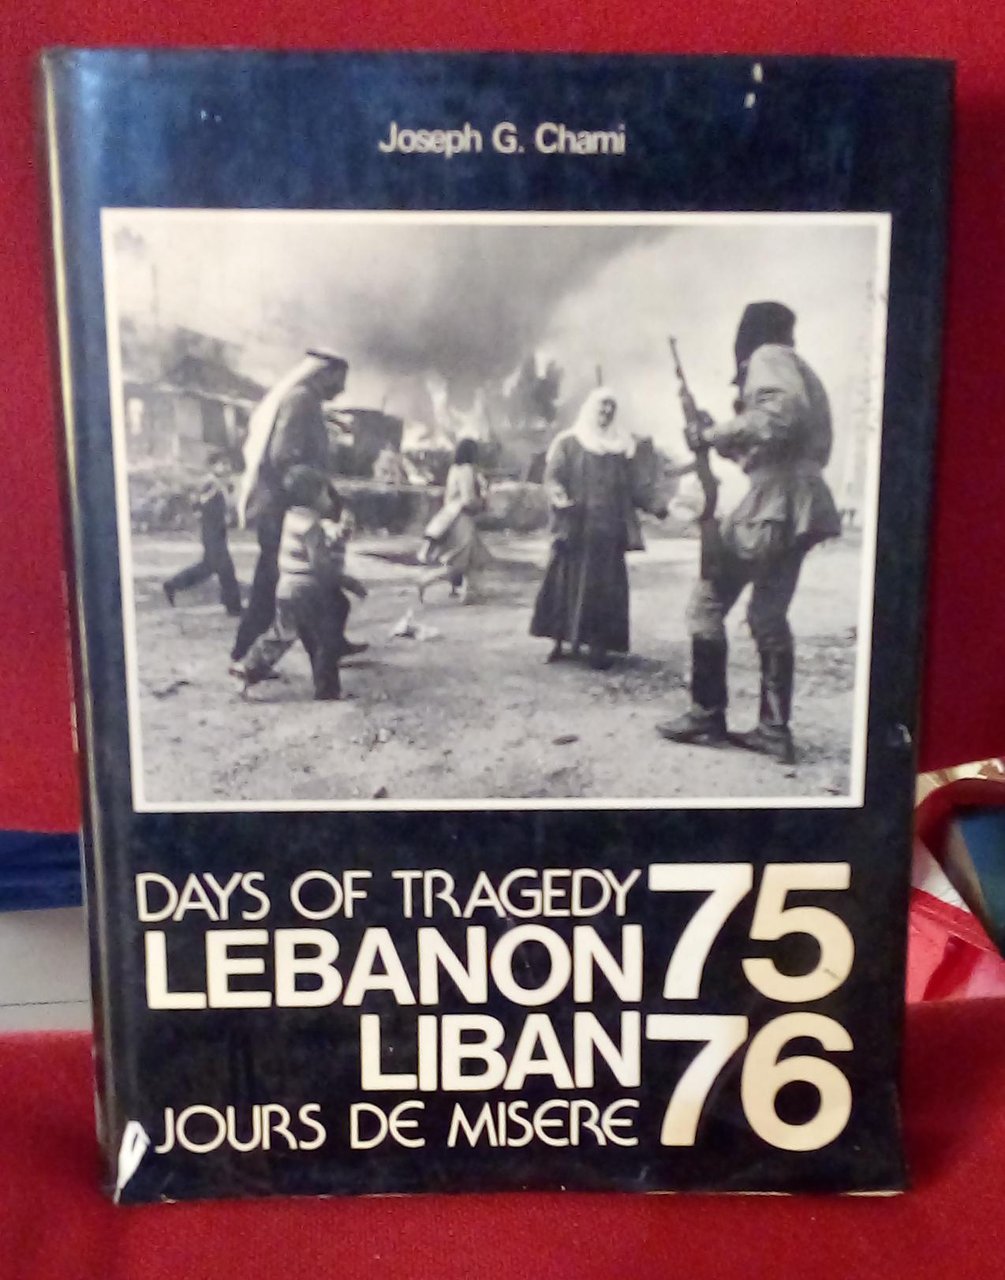 Joseph G. Chami
DAYS OF TRAGEDY 75
LEBANON
LIBAN 76
JOURS DE MISERE